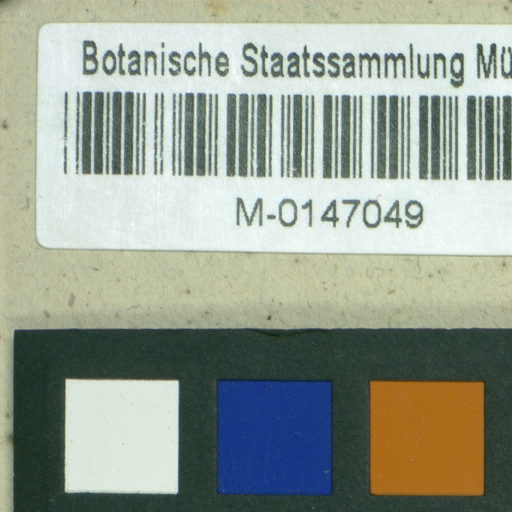 Botanische Staatssammlung Mü
M-0147049